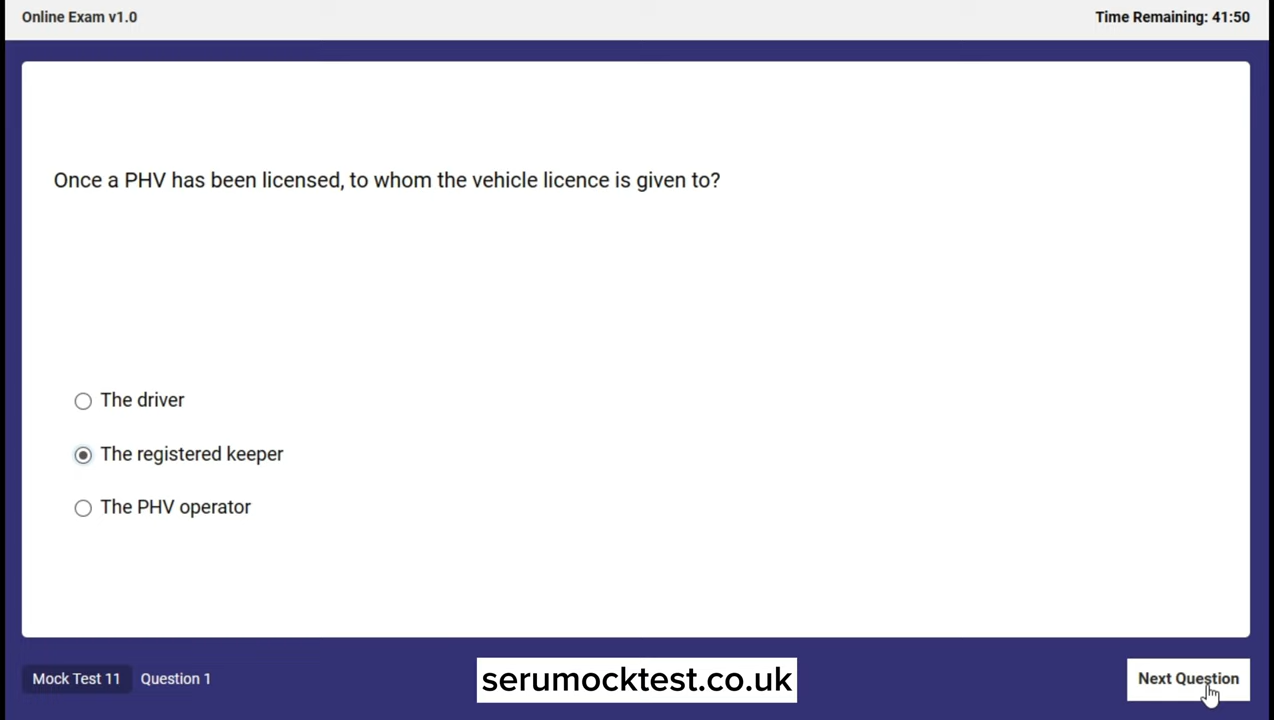 Online Exam v1.0
Time Remaining: 41:50
Once a PHV has been licensed, to whom the vehicle licence is given to?
The driver
The registered keeper
The PHV operator
Mock Test 11
Question 1
serumocktest.co.uk
Next Question